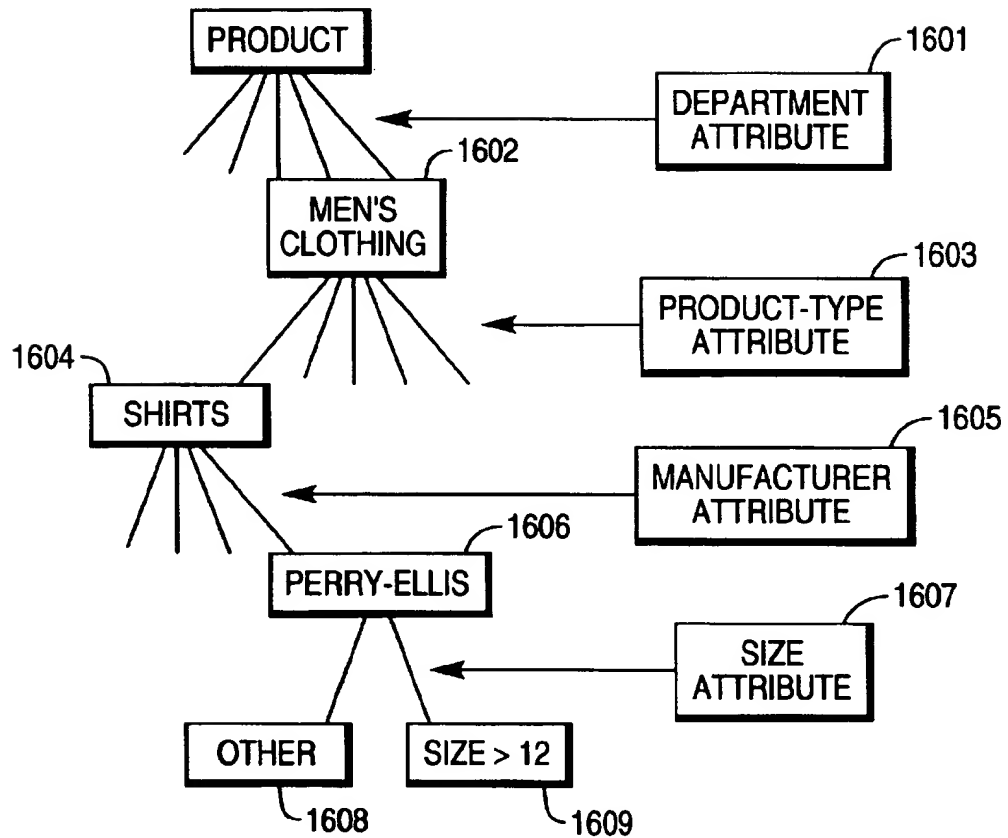 PRODUCT
1601
DEPARTMENT
ATTRIBUTE
1602
MEN'S
CLOTHING
1603
PRODUCT-TYPE
ATTRIBUTE
1604
SHIRTS
1605
MANUFACTURER
ATTRIBUTE
1606
PERRY-ELLIS
1607
SIZE
ATTRIBUTE
OTHER
SIZE > 12
1608
1609